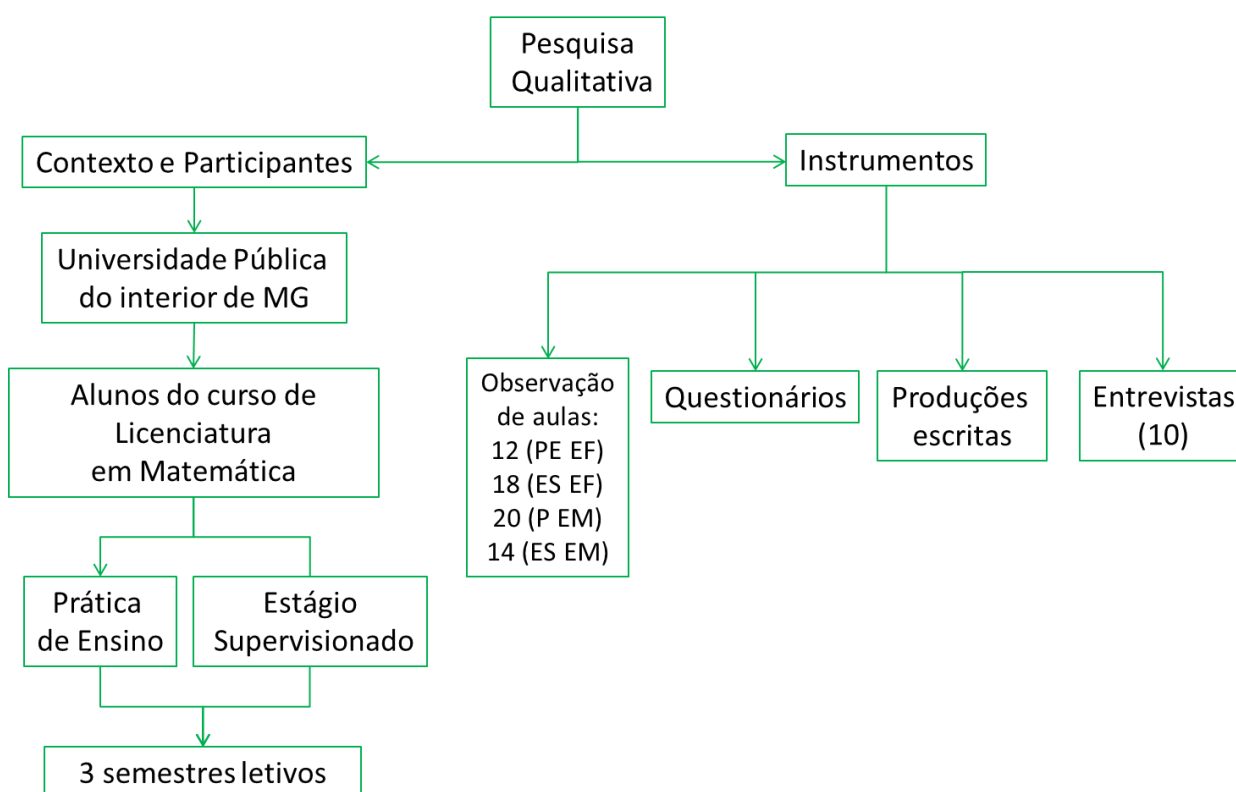 Pesquisa
Qualitativa
Contexto e Participantes
Instrumentos
Universidade Pública
do interior de MG
Alunos do curso de
Licenciatura
em Matemática
Observação
de aulas:
12 (PE EF)
18 (ES EF)
20 (P EM)
14 (ES EM)
Questionários
Produções
escritas
Entrevistas
(10)
Prática
de Ensino
Estágio
Supervisionado
3 semestres letivos